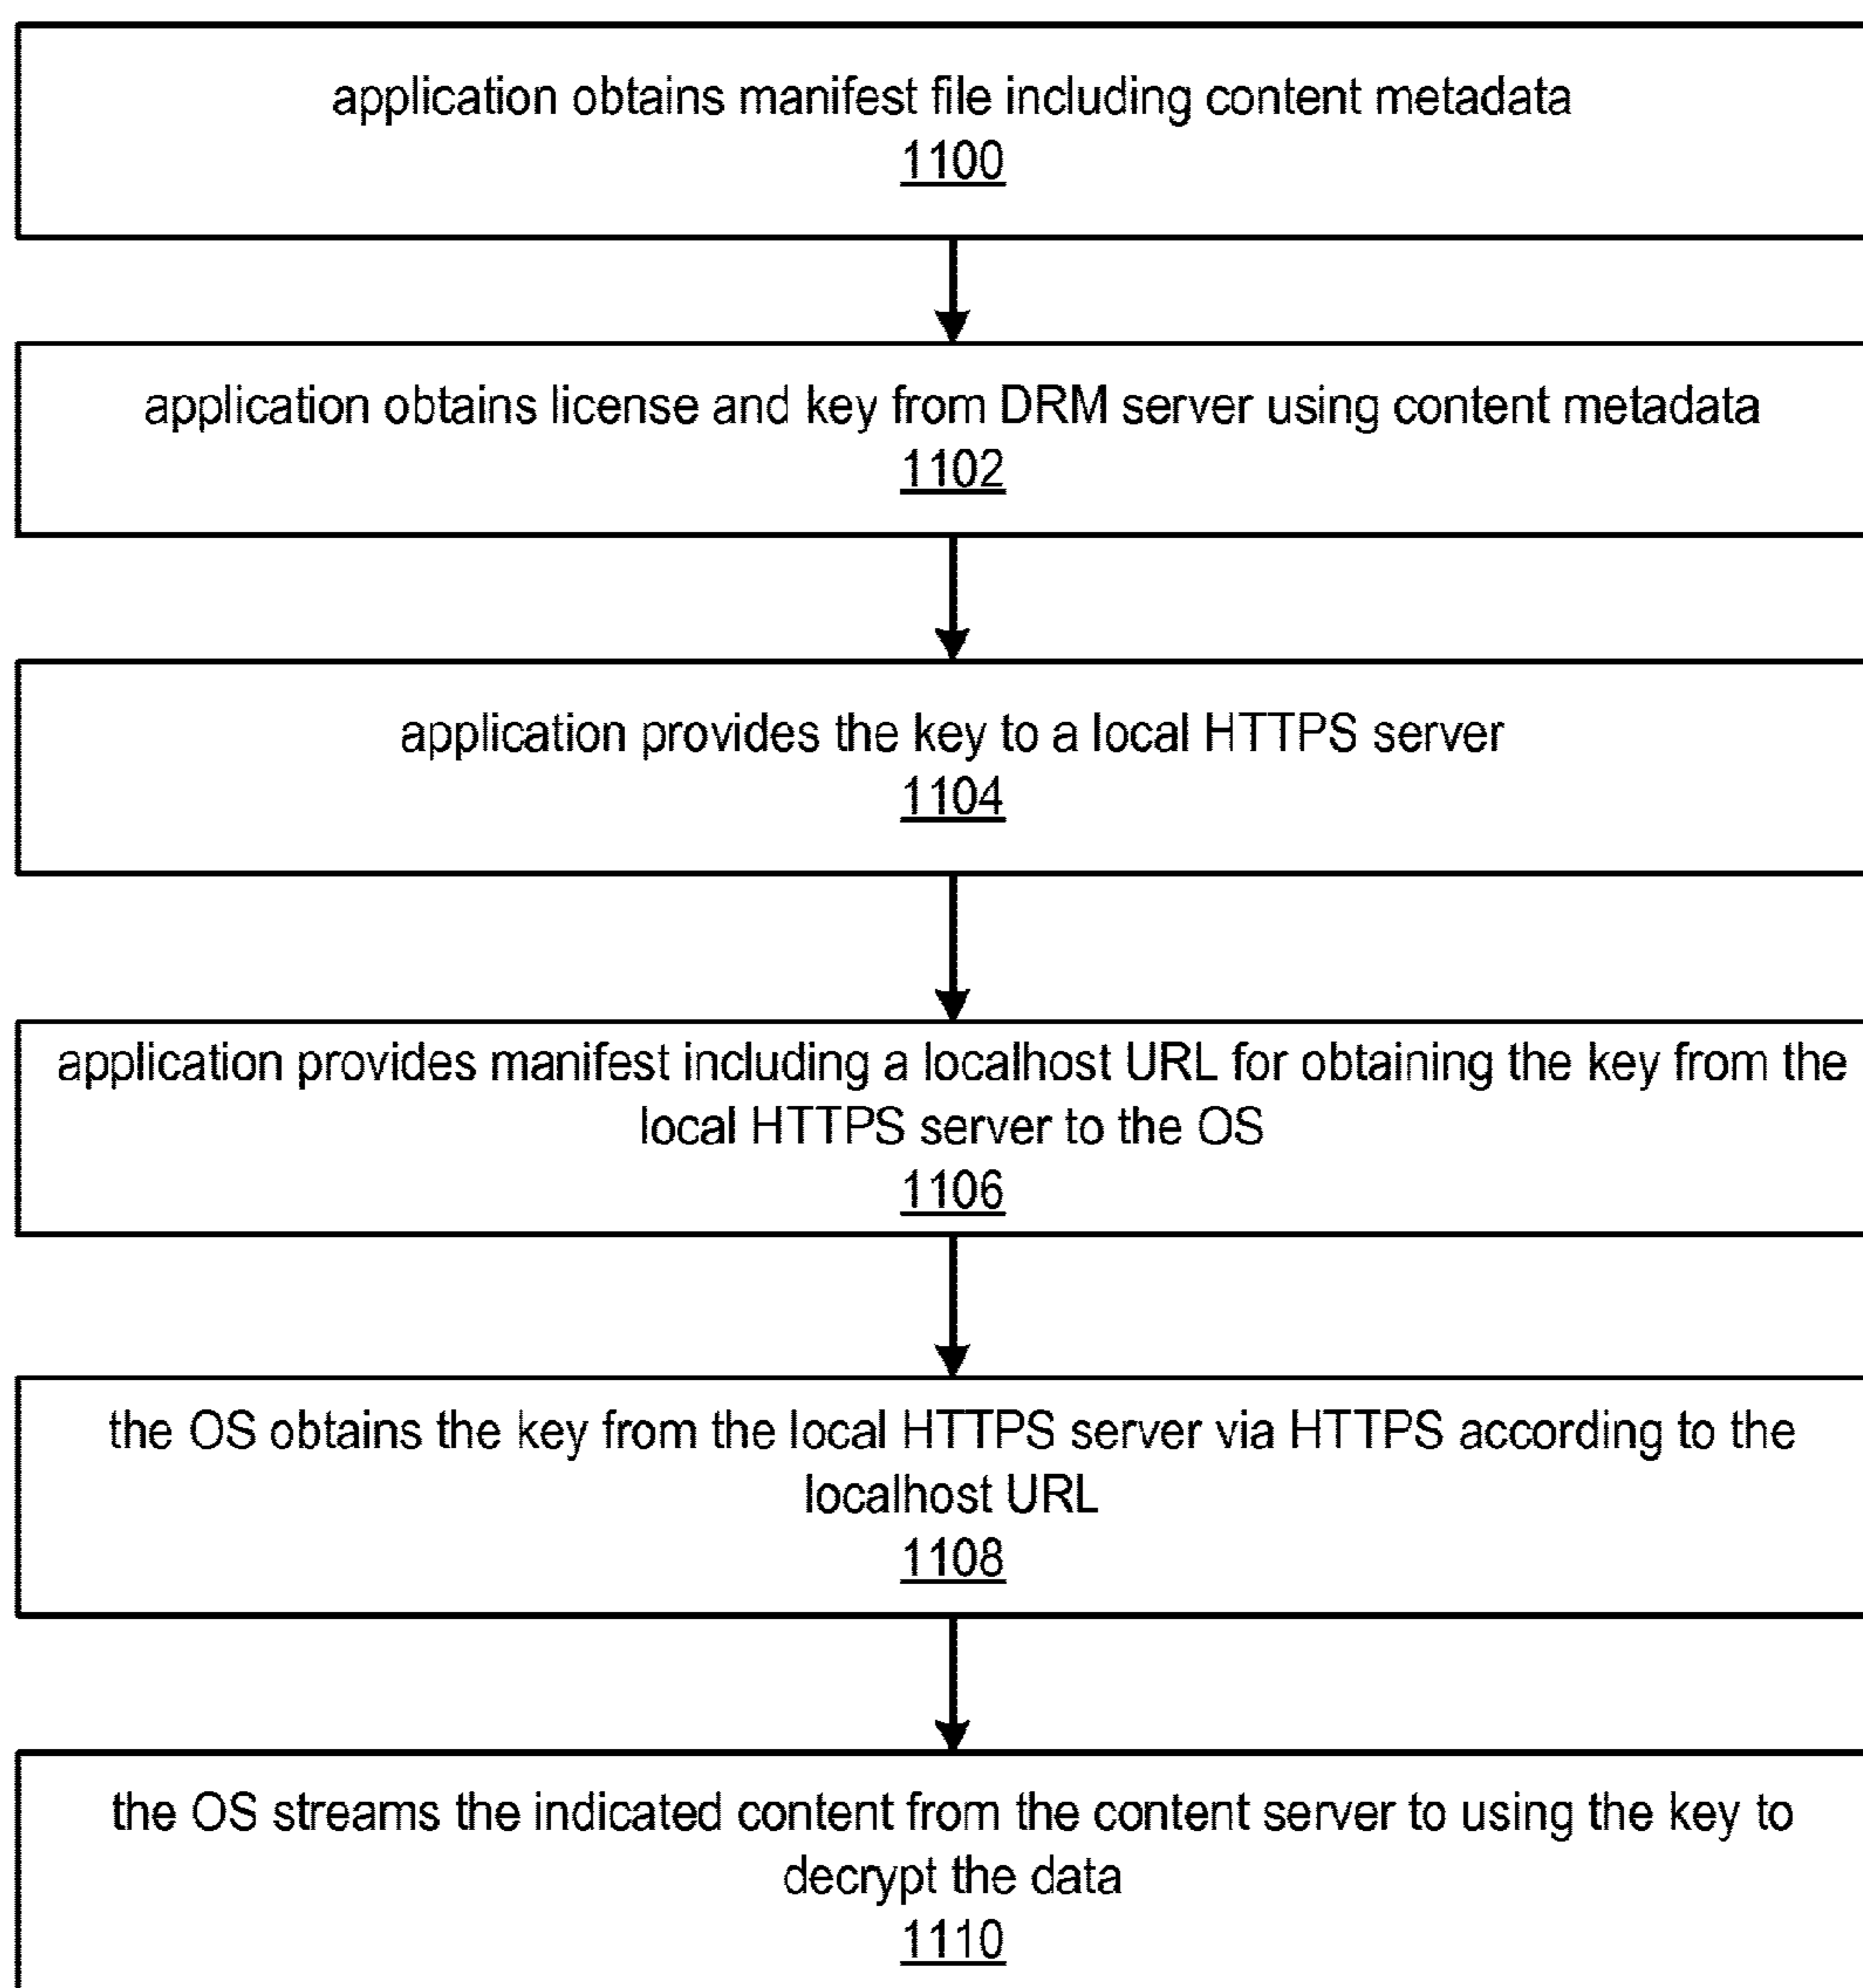 application obtains manifest file including content metadata
1100
application obtains license and key from DRM server using content metadata
1102
application provides the key to a local HTTPS server
1104
application provides manifest including a localhost URL for obtaining the key from the
local HTTPS server to the OS
1106
the OS obtains the key from the local HTTPS server via HTTPS according to the
localhost URL
1108
the OS streams the indicated content from the content server to using the key to
decrypt the data
1110